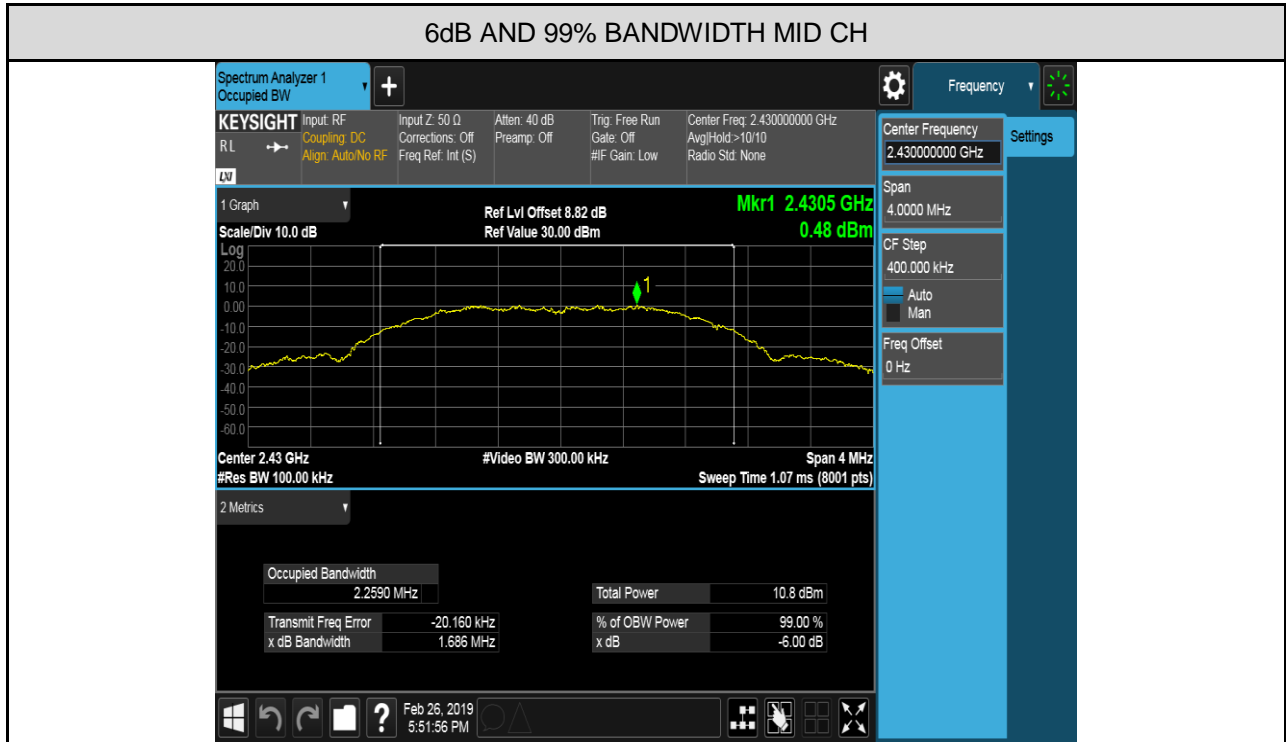 6dB AND 99% BANDWIDTH MID CH
Spectrum Analyzer 1
Occupied BW
+
Frequency
KEYSIGHT Input: RF Input Z: 50 Ω Atten: 40 dB Trig: Free Run Center Freq: 2.430000000 GHz
RL Coupling: DC Corrections: Off Preamp: Off Gate: Off Avg|Hold:>10/10
Align: Auto/No RF Freq Ref: Int (S) #IF Gain: Low Radio Std: None
LXI
Center Frequency
2.430000000 GHz
Settings
Span
4.0000 MHz
CF Step
400.000 kHz
Auto
Man
Freq Offset
0 Hz
1 Graph Ref Lvl Offset 8.82 dB Mkr1 2.4305 GHz
Scale/Div 10.0 dB Ref Value 30.00 dBm 0.48 dBm
Log
20.0
10.0
1
0.00
-10.0
-20.0
-30.0
-40.0
-50.0
-60.0
Center 2.43 GHz #Video BW 300.00 kHz Span 4 MHz
#Res BW 100.00 kHz Sweep Time 1.07 ms (8001 pts)
2 Metrics
Occupied Bandwidth
2.2590 MHz Total Power 10.8 dBm
Transmit Freq Error -20.160 kHz % of OBW Power 99.00 %
x dB Bandwidth 1.686 MHz x dB -6.00 dB
? Feb 26, 2019
5:51:56 PM